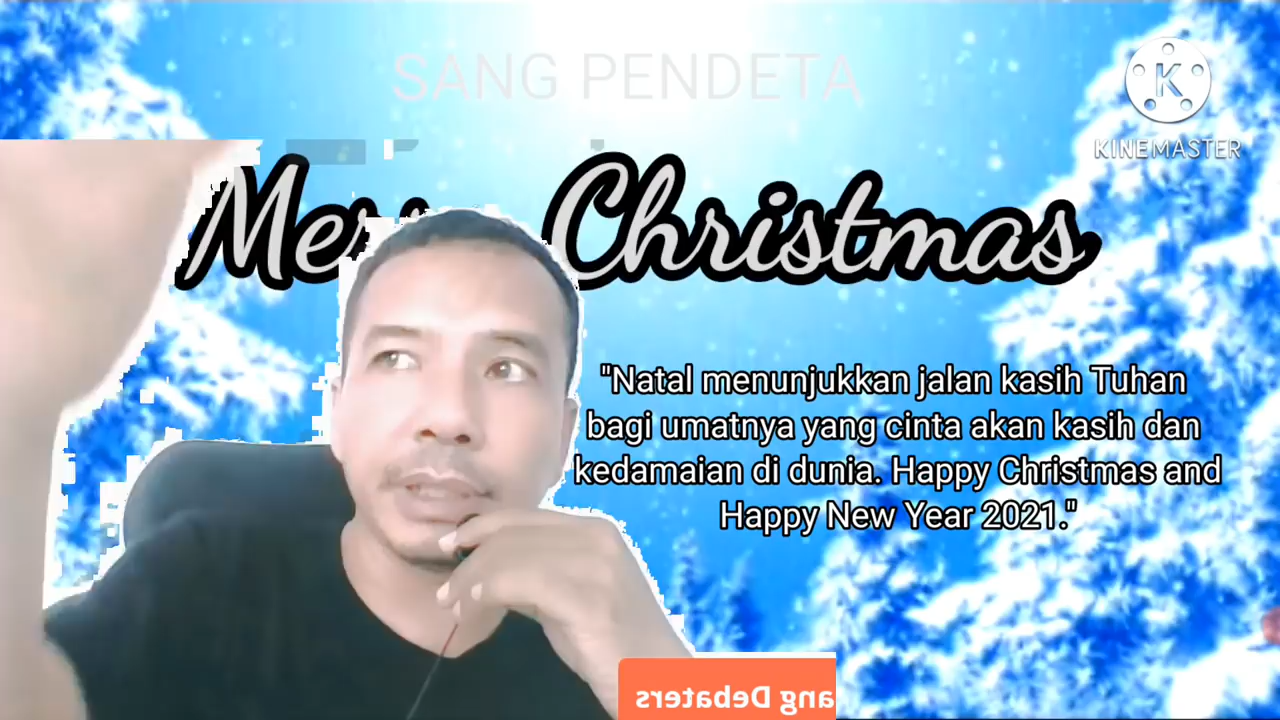 SANG PENDETA
KINEMASTER
Christmas
"Natal menunjukkan jalan kasih Tuhan
bagi umatnya yang cinta akan kasih dan
kedamaian di dunia. Happy Christmas and
Happy New Year 2021."
ang Debaters